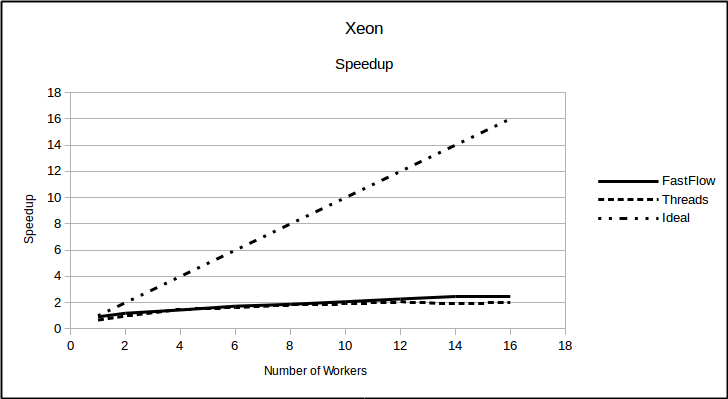 Xeon
Speedup
18
16
14
12
10
8
6
4
2
0
Speedup
0 2 4 6 8 10 12 14 16 18
Number of Workers
FastFlow
Threads
Ideal